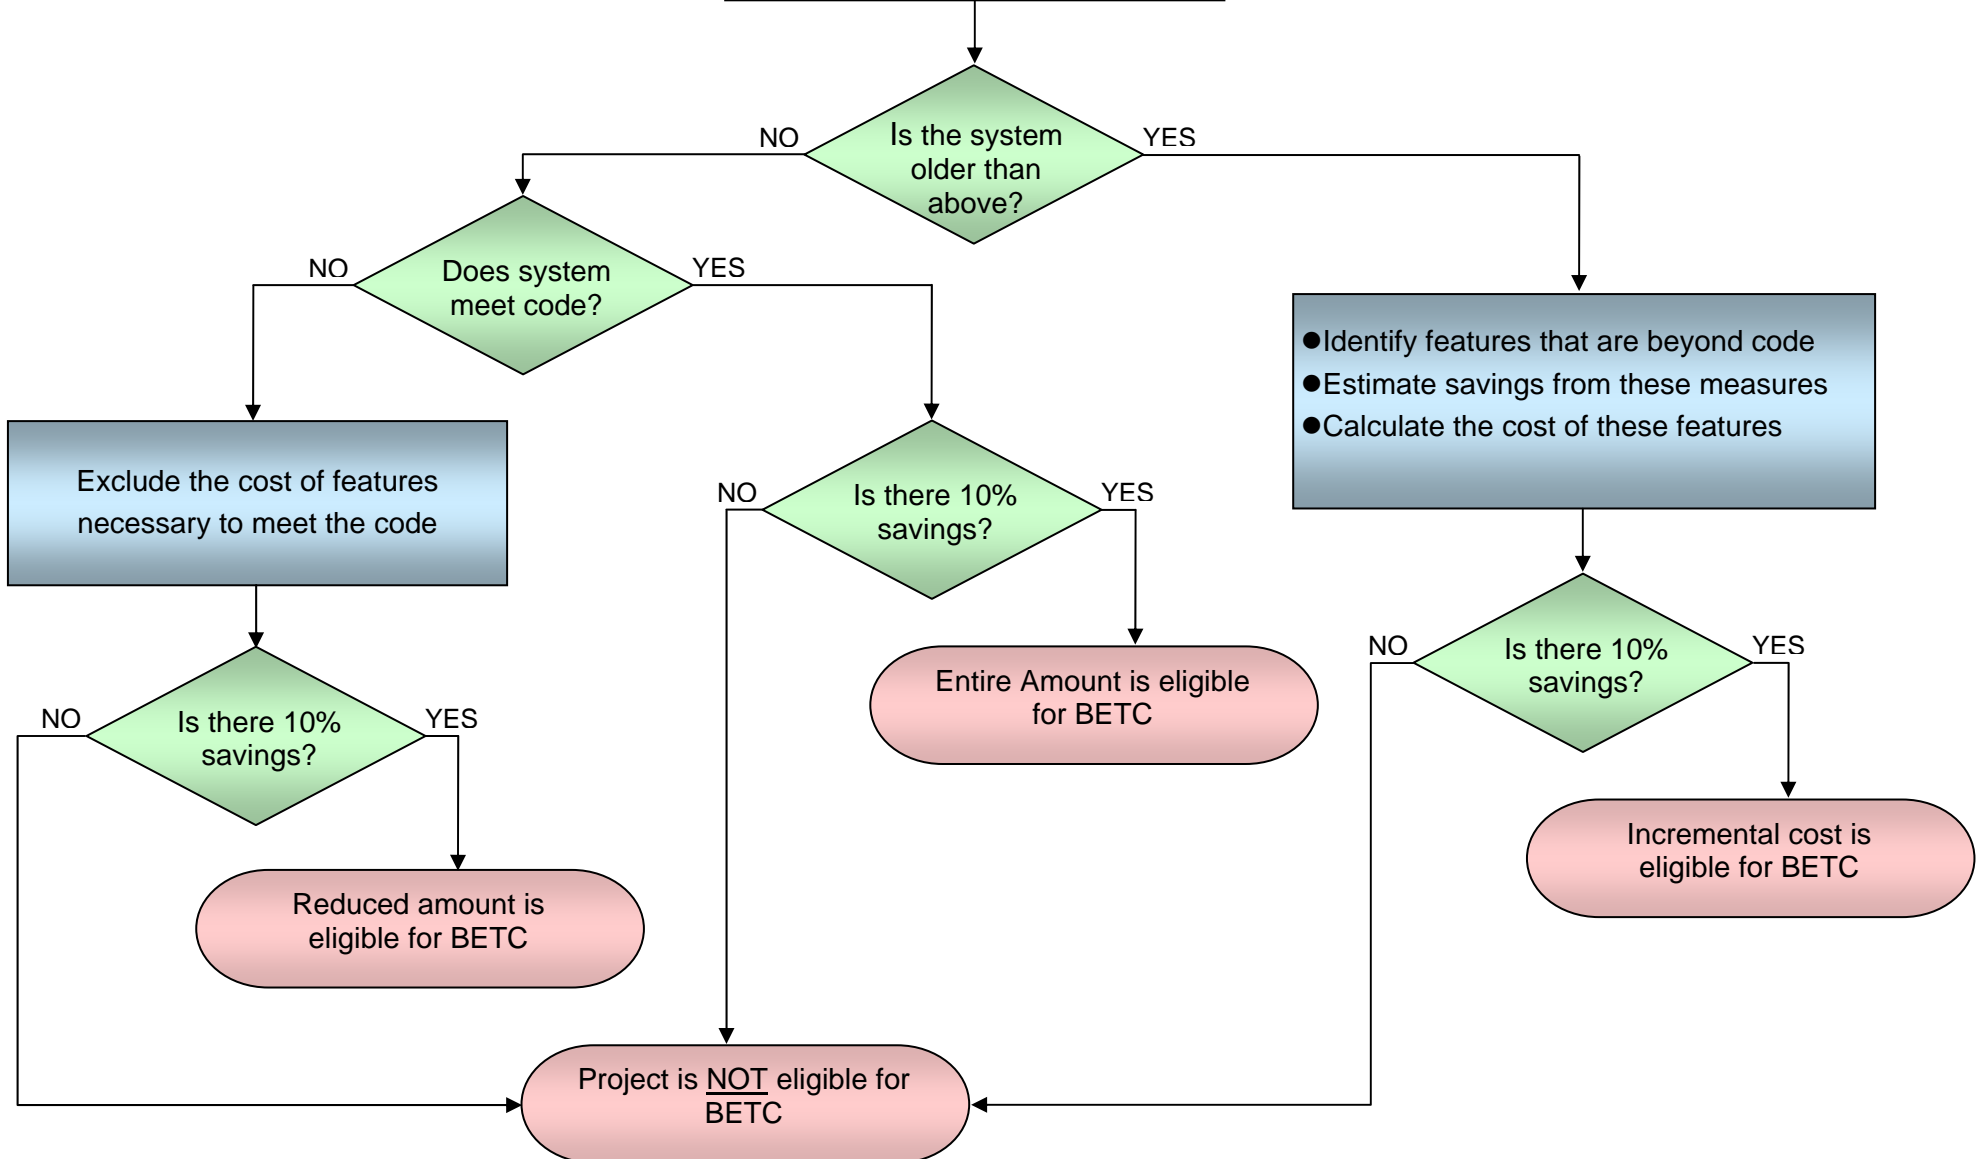 Is the system
older than
above?
NO
YES
Does system
meet code?
NO
YES
●Identify features that are beyond code
●Estimate savings from these measures
●Calculate the cost of these features
Exclude the cost of features
necessary to meet the code
Is there 10%
savings?
NO
YES
Is there 10%
savings?
NO
YES
Entire Amount is eligible
for BETC
Is there 10%
savings?
NO
YES
Incremental cost is
eligible for BETC
Reduced amount is
eligible for BETC
Project is NOT eligible for
BETC